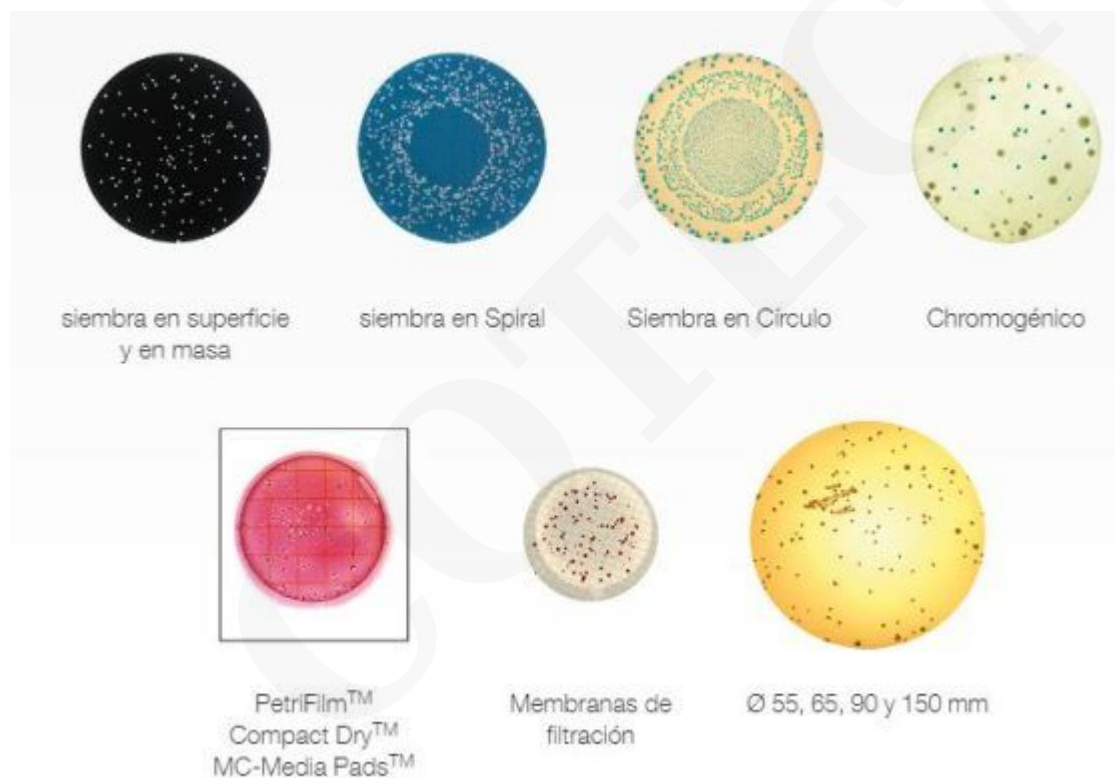 siembra en superficie
y en masa
siembra en Spiral
Siembra en Círculo
Chromogénico
PetriFilm™
Compact Dry™
MC-Media Pads™
Membranas de
filtración
Ø 55, 65, 90 y 150 mm
COTEC